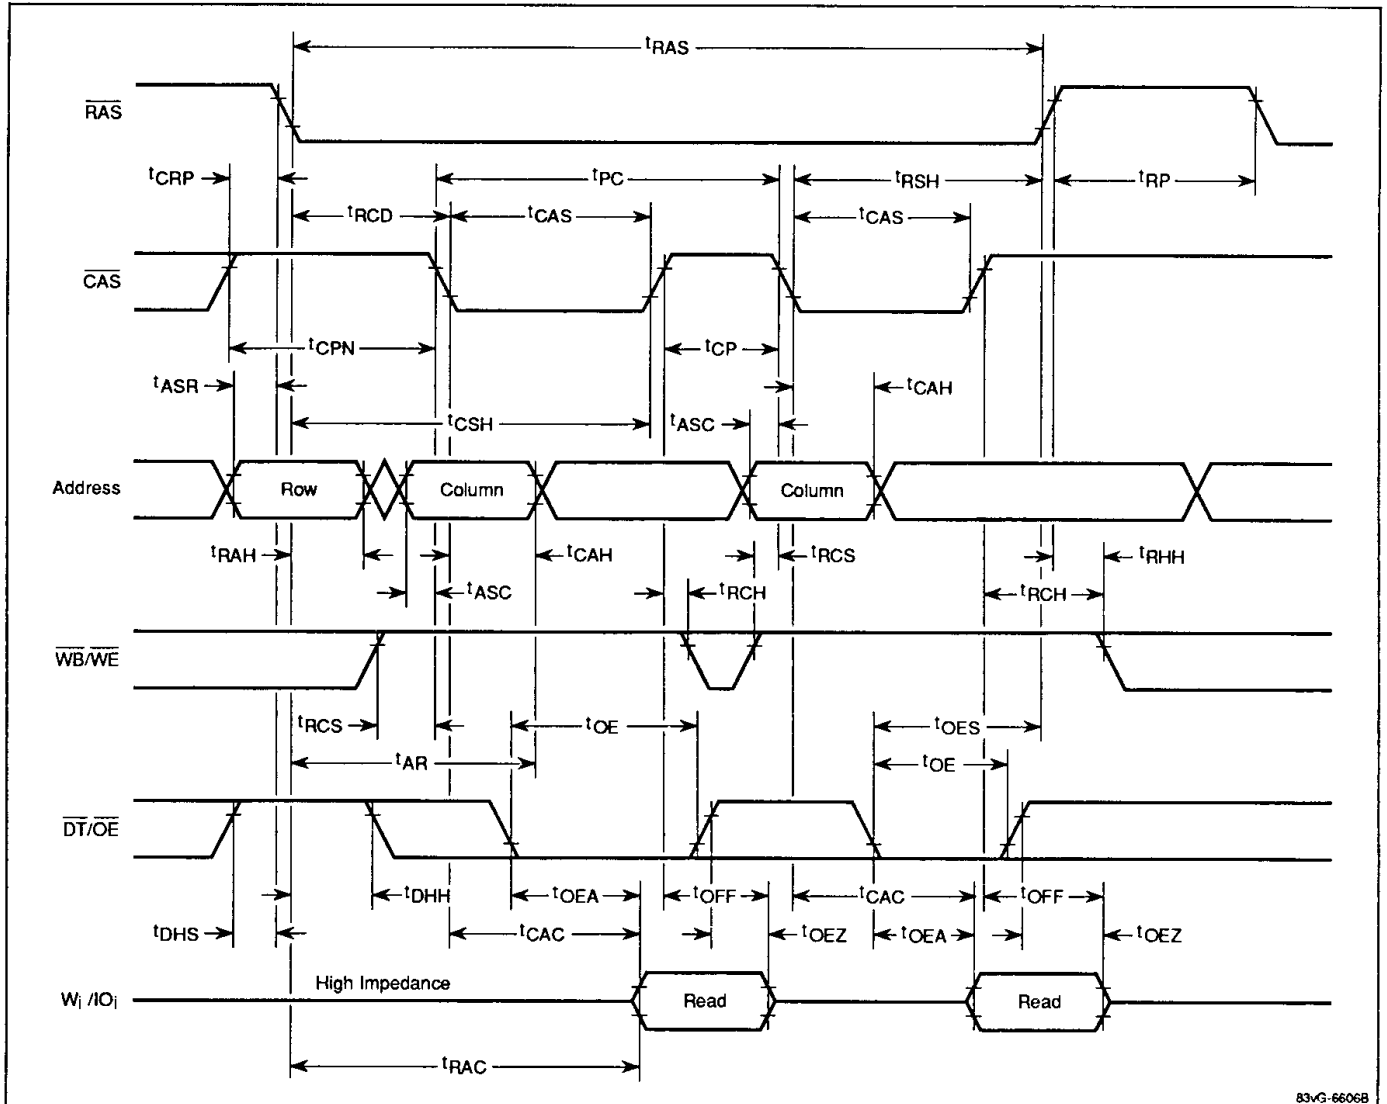 tRAS
RAS
tCRP
tPC
tRSH
tRP
tRCD
tCAS
tCAS
CAS
tCPN
tCP
tASR
tCAH
tCSH
tASC
Address
Row
Column
Column
tRAH
tCAH
tRCS
tRHH
tASC
tRCH
tRCH
WB/WE
tRCS
tOE
tOES
tAR
tOE
DT/OE
tDHH
tOEA
tOFF
tCAC
tOFF
tDHS
tCAC
tOEZ
tOEA
tOEZ
High Impedance
Wi /IOi
Read
Read
tRAC
83vG-6606B